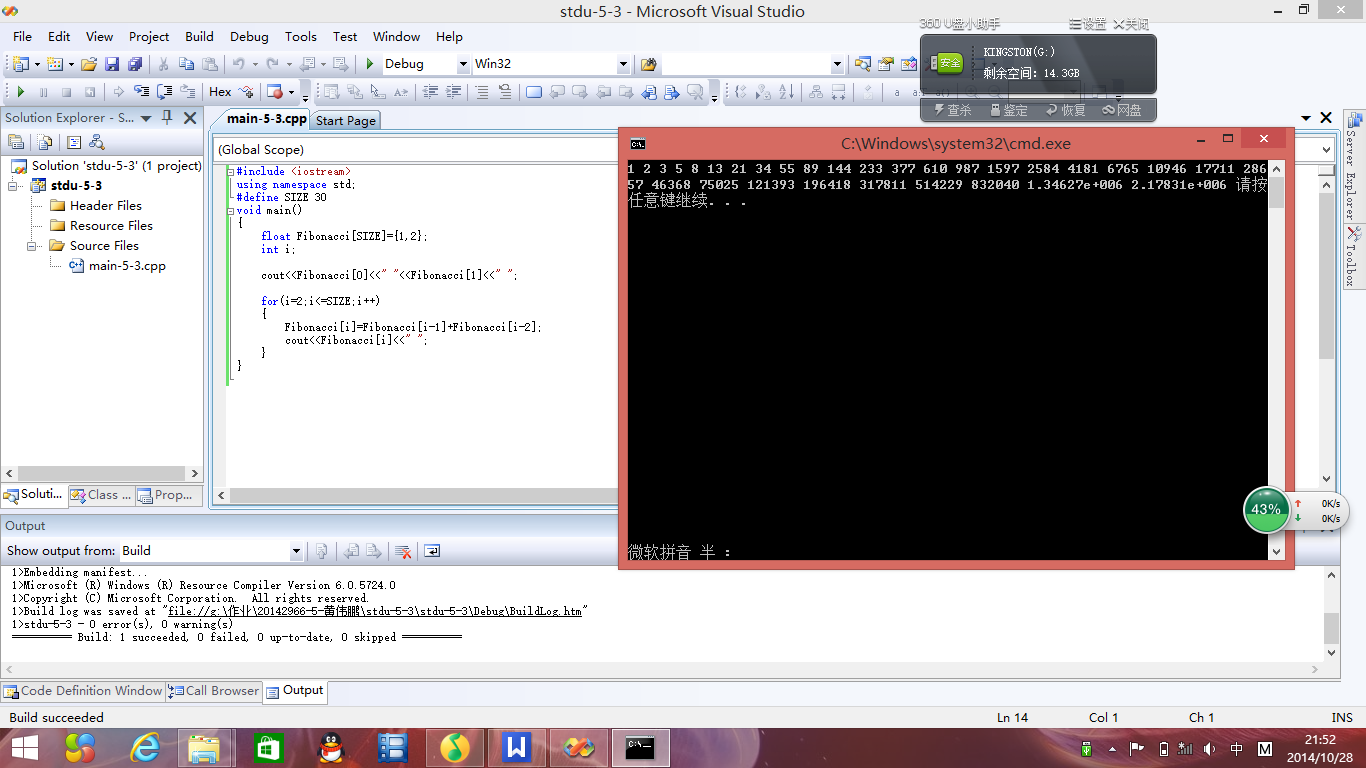 stdu-5-3 - Microsoft Visual Studio
360 U盘小助手 设置 关闭
File Edit View Project Build Debug Tools Test Window Help
KINGSTON(G:)
安全
剩余空间: 14.3GB
Debug Win32
Hex
查杀 鉴定 恢复 网盘
Solution Explorer - S...
main-5-3.cpp Start Page
(Global Scope)
Solution 'stdu-5-3' (1 project)
stdu-5-3
Header Files
Resource Files
Source Files
main-5-3.cpp
#include <iostream>
using namespace std;
#define SIZE 30
void main()
{
float Fibonacci[SIZE]={1,2};
int i;
cout<<Fibonacci[0]<<" "<<Fibonacci[1]<<" ";
for(i=2;i<=SIZE;i++)
{
Fibonacci[i]=Fibonacci[i-1]+Fibonacci[i-2];
cout<<Fibonacci[i]<<" ";
}
}
C:\Windows\system32\cmd.exe
1 2 3 5 8 13 21 34 55 89 144 233 377 610 987 1597 2584 4181 6765 10946 17711 286
57 46368 75025 121393 196418 317811 514229 832040 1.34627e+006 2.17831e+006 请按
任意键继续. . .
微软拼音 半 :
Server Explorer
Toolbox
43%
0K/s
0K/s
Soluti... Class ... Prop...
Output
Show output from: Build
1>Embedding manifest...
1>Microsoft (R) Windows (R) Resource Compiler Version 6.0.5724.0
1>Copyright (C) Microsoft Corporation. All rights reserved.
1>Build log was saved at "file://g:\作业\20142966-5-黄伟鹏\stdu-5-3\stdu-5-3\Debug\BuildLog.htm"
1>stdu-5-3 - 0 error(s), 0 warning(s)
========== Build: 1 succeeded, 0 failed, 0 up-to-date, 0 skipped ==========
Code Definition Window Call Browser Output
Build succeeded Ln 14 Col 1 Ch 1 INS
中 M
21:52
2014/10/28